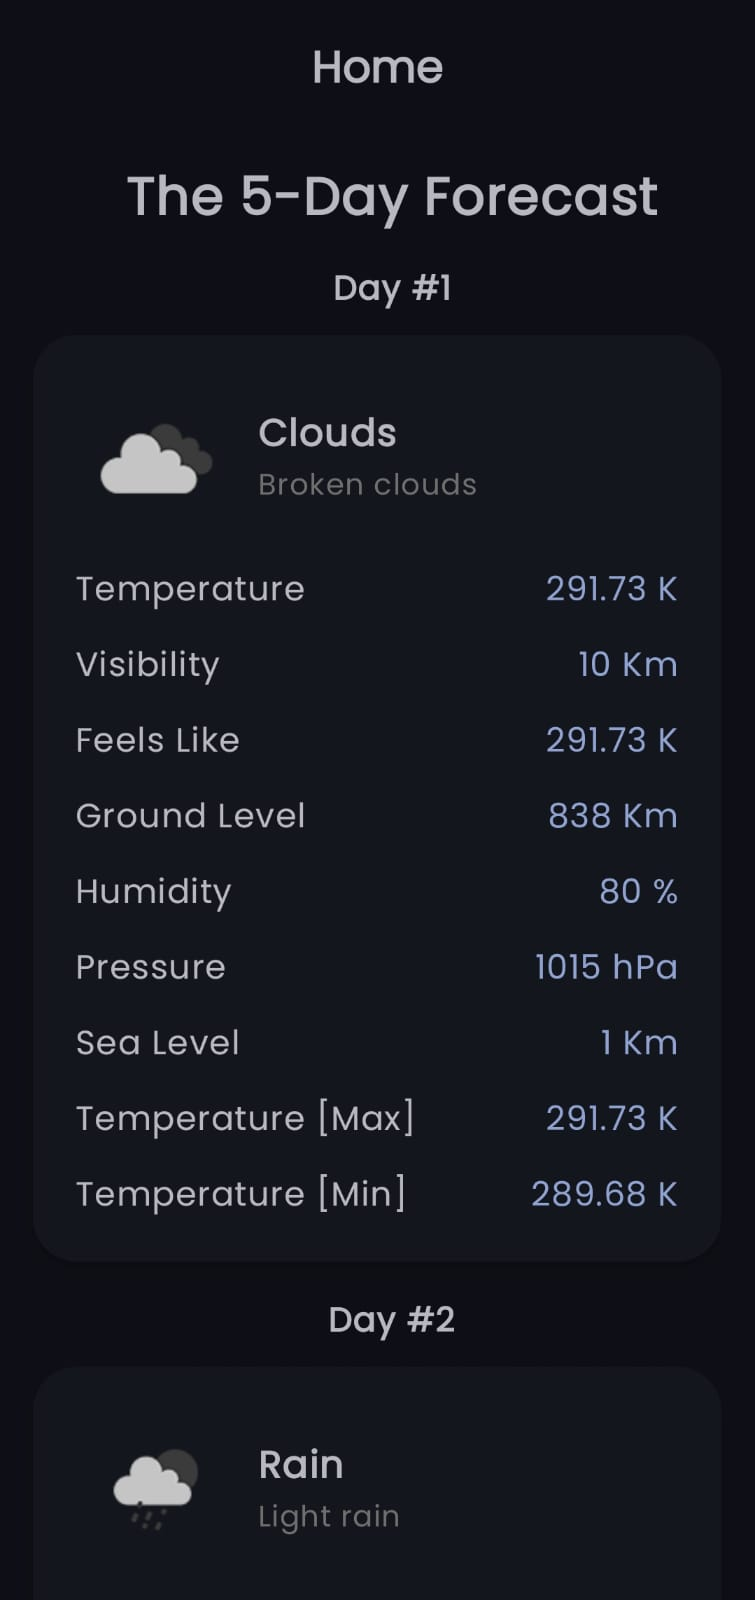 Home
The 5-Day Forecast
Day #1
Clouds
Broken clouds
Temperature 291.73 K
Visibility 10 Km
Feels Like 291.73 K
Ground Level 838 Km
Humidity 80 %
Pressure 1015 hPa
Sea Level 1 Km
Temperature [Max] 291.73 K
Temperature [Min] 289.68 K
Day #2
Rain
Light rain